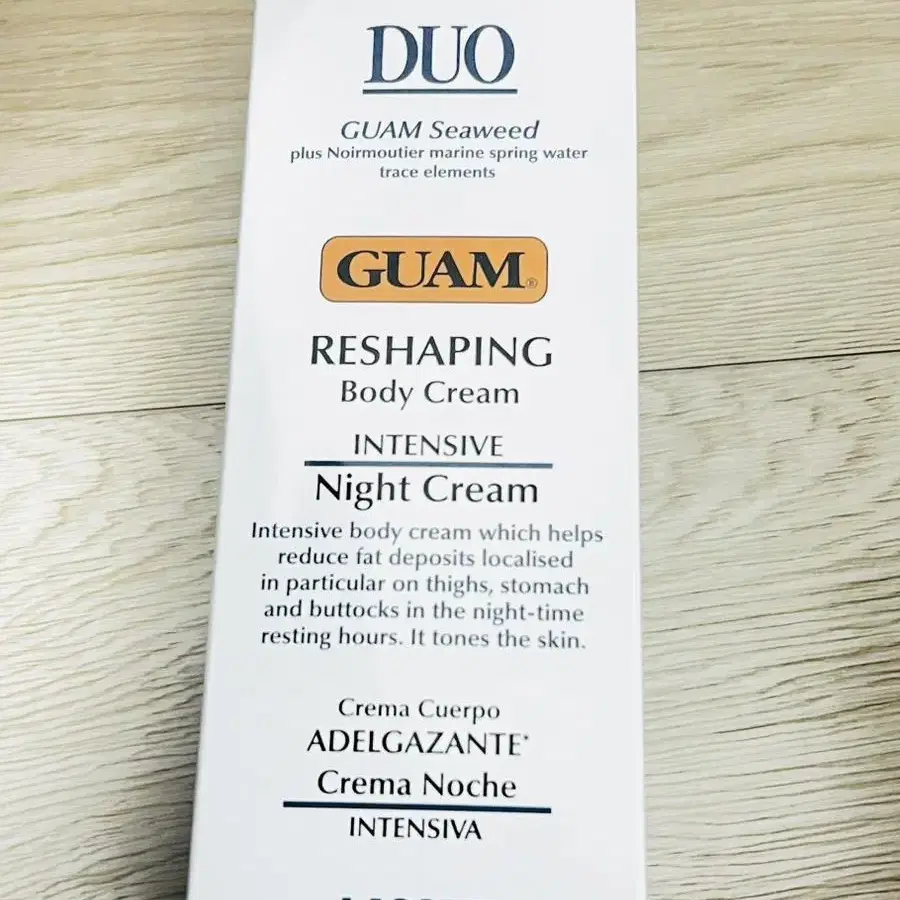 DUO
GUAM Seaweed
plus Noirmoutier marine spring water
trace elements
GUAM®
RESHAPING
Body Cream
INTENSIVE
Night Cream
Intensive body cream which helps
reduce fat deposits localised
in particular on thighs, stomach
and buttocks in the night-time
resting hours. It tones the skin.
Crema Cuerpo
ADELGAZANTE*
Crema Noche
INTENSIVA